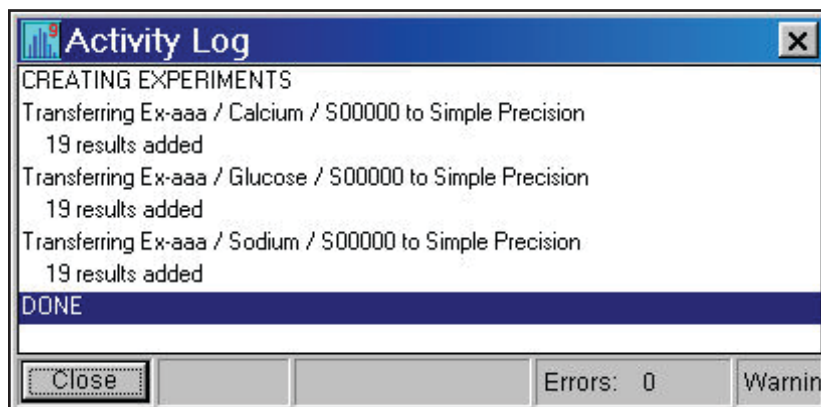 9
Activity Log
CREATING EXPERIMENTS
Transferring Ex-aaa / Calcium / S00000 to Simple Precision
19 results added
Transferring Ex-aaa / Glucose / S00000 to Simple Precision
19 results added
Transferring Ex-aaa / Sodium / S00000 to Simple Precision
19 results added
DONE
Close Errors: 0 Warnin